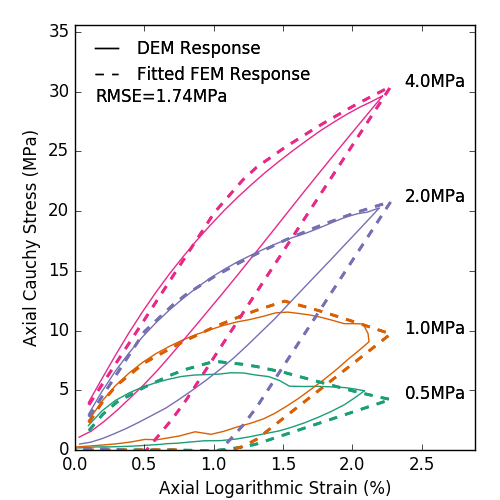 35
30
25
20
15
10
5
0
0.0 0.5 1.0 1.5 2.0 2.5
Axial Cauchy Stress (MPa)
Axial Logarithmic Strain (%)
DEM Response
Fitted FEM Response
RMSE=1.74MPa
4.0MPa
2.0MPa
1.0MPa
0.5MPa